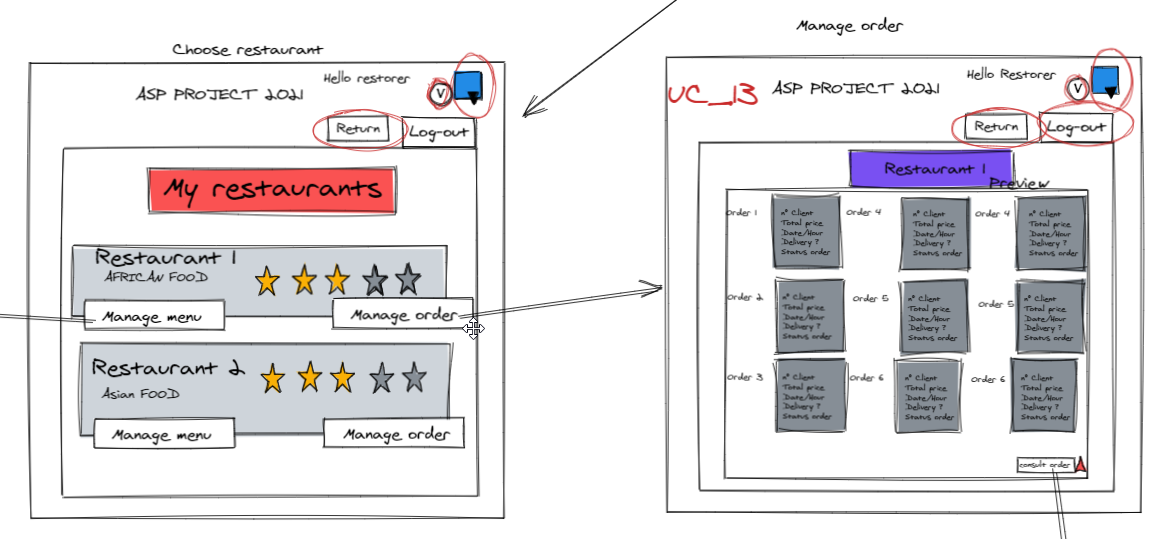 Choose restaurant
Hello restorer
ASP PROJECT 2021
V
Return
Log-out
My restaurants
Restaurant 1
AFRICAN FOOD
Manage menu
Manage order
Restaurant 2
Asian FOOD
Manage menu
Manage order
Manage order
UC_13
Hello Restorer
ASP PROJECT 2021
V
Return
Log-out
Restaurant 1
Preview
order 1
n° Client
Total price
Date/Hour
Delivery ?
Status order
order 4
n° Client
Total price
Date/Hour
Delivery ?
Status order
order 4
n° Client
Total price
Date/Hour
Delivery ?
Status order
order 2
n° Client
Total price
Date/Hour
Delivery ?
Status order
order 5
n° Client
Total price
Date/Hour
Delivery ?
Status order
order 5
n° Client
Total price
Date/Hour
Delivery ?
Status order
order 3
n° Client
Total price
Date/Hour
Delivery ?
Status order
order 6
n° Client
Total price
Date/Hour
Delivery ?
Status order
order 6
n° Client
Total price
Date/Hour
Delivery ?
Status order
consult order